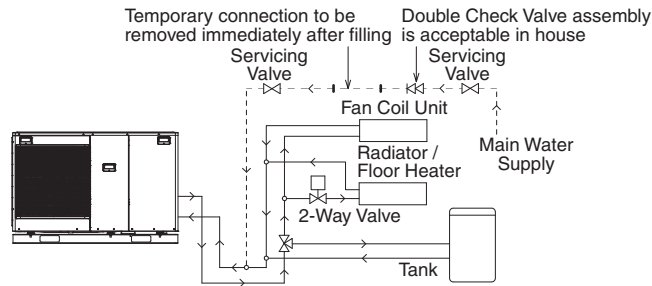 Temporary connection to be
removed immediately after filling
Double Check Valve assembly
is acceptable in house
Servicing
Valve
Servicing
Valve
Fan Coil Unit
Radiator /
Floor Heater
Main Water
Supply
2-Way Valve
Tank